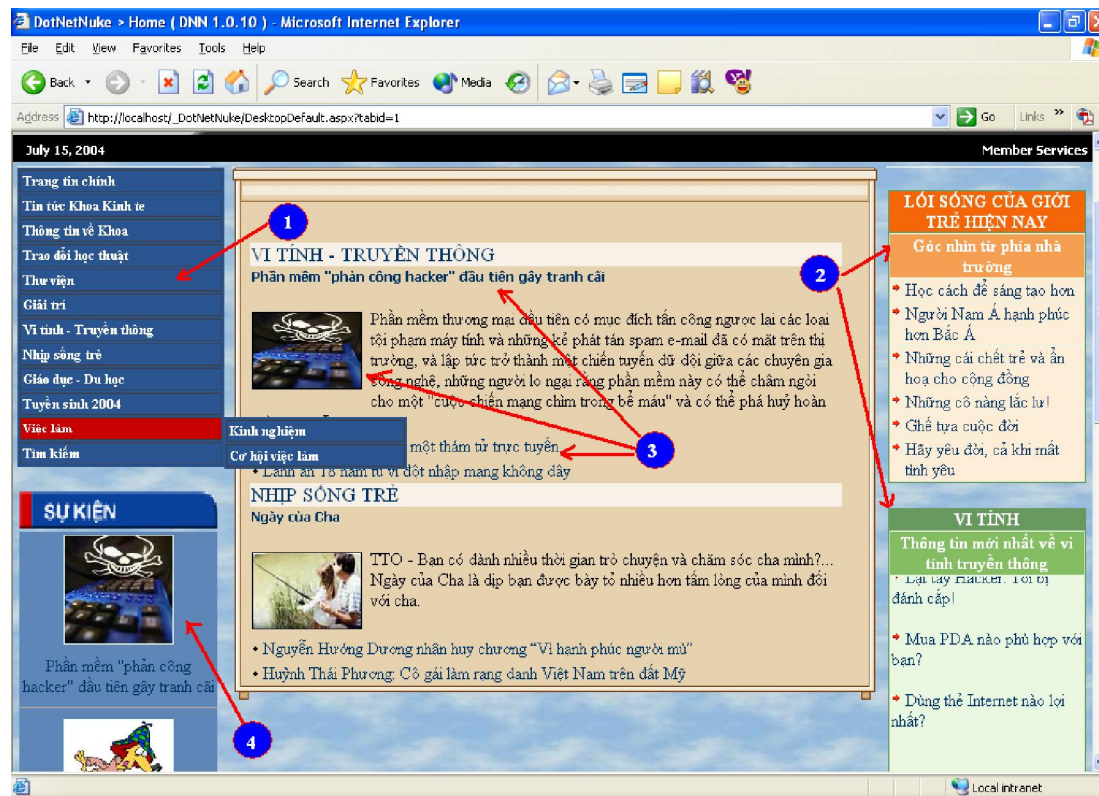 DotNetNuke > Home ( DNN 1.0.10 ) - Microsoft Internet Explorer
File Edit View Favorites Tools Help
Back Search Favorites Media
Address http://localhost/_DotNetNuke/DesktopDefault.aspx?tabid=1 Go Links »
July 15, 2004 Member Services
Trang tin chính
Tin tức Khoa Kinh te
Thông tin về Khoa
Trao đổi học thuật
Thư viện
Giải trí
Vi tính - Truyền thông
Nhịp sống trẻ
Giáo dục - Du học
Tuyển sinh 2004
Việc làm
Tìm kiếm
Kinh nghiệm
Cơ hội việc làm
1
SỰ KIỆN
Phần mềm "phản công
hacker" đầu tiên gây tranh cãi
4
VI TÍNH - TRUYỀN THÔNG
Phần mềm "phản công hacker" đầu tiên gây tranh cãi
Phần mềm thương mại đầu tiên có mục đích tấn công ngược lại các loại
tội phạm máy tính và những kẻ phát tán spam e-mail đã có mặt trên thị
trường, và lập tức trở thành một chiến tuyến dữ dội giữa các chuyên gia
công nghệ, những người lo ngại rằng phần mềm này có thể châm ngòi
cho một "cuộc chiến mạng chìm trong bể máu" và có thể phá huỷ hoàn
một thám tử trực tuyến
3
• Lãnh án 18 năm tù vì đột nhập mạng không dây
NHỊP SỐNG TRẺ
Ngày của Cha
TTO - Bạn có dành nhiều thời gian trò chuyện và chăm sóc cha mình?...
Ngày của Cha là dịp bạn được bày tỏ nhiều hơn tấm lòng của mình đối
với cha.
• Nguyễn Hướng Dương nhận huy chương “Vì hạnh phúc người mù”
• Huỳnh Thái Phương: Cô gái làm rạng danh Việt Nam trên đất Mỹ
2
LỐI SỐNG CỦA GIỚI
TRẺ HIỆN NAY
Góc nhìn từ phía nhà
trường
Học cách để sáng tạo hơn
Người Nam Á hạnh phúc
hơn Bắc Á
Những cái chết trẻ và ẩn
hoạ cho cộng đồng
Những cô nàng lắc lư!
Ghế tựa cuộc đời
Hãy yêu đời, cả khi mất
tình yêu
VI TÍNH
Thông tin mới nhất về vi
tính truyền thông
Lật tẩy Hacker: Tôi bị
đánh cắp!
Mua PDA nào phù hợp với
bạn?
Dùng thẻ Internet nào lợi
nhất?
Local intranet